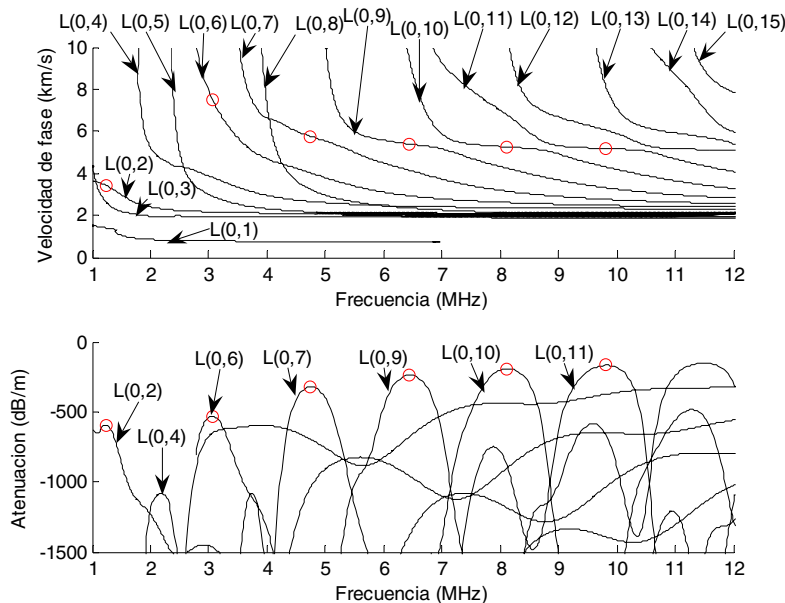 L(0,4) L(0,5) L(0,6) L(0,7) L(0,8) L(0,9) L(0,10) L(0,11) L(0,12) L(0,13) L(0,14) L(0,15)
10
8
6
4
2
0
Velocidad de fase (km/s)
L(0,2)
L(0,3)
L(0,1)
1 2 3 4 5 6 7 8 9 10 11 12
Frecuencia (MHz)
0
-500
-1000
-1500
Atenuacion (dB/m)
L(0,2)
L(0,4)
L(0,6)
L(0,7)
L(0,9)
L(0,10)
L(0,11)
1 2 3 4 5 6 7 8 9 10 11 12
Frecuencia (MHz)